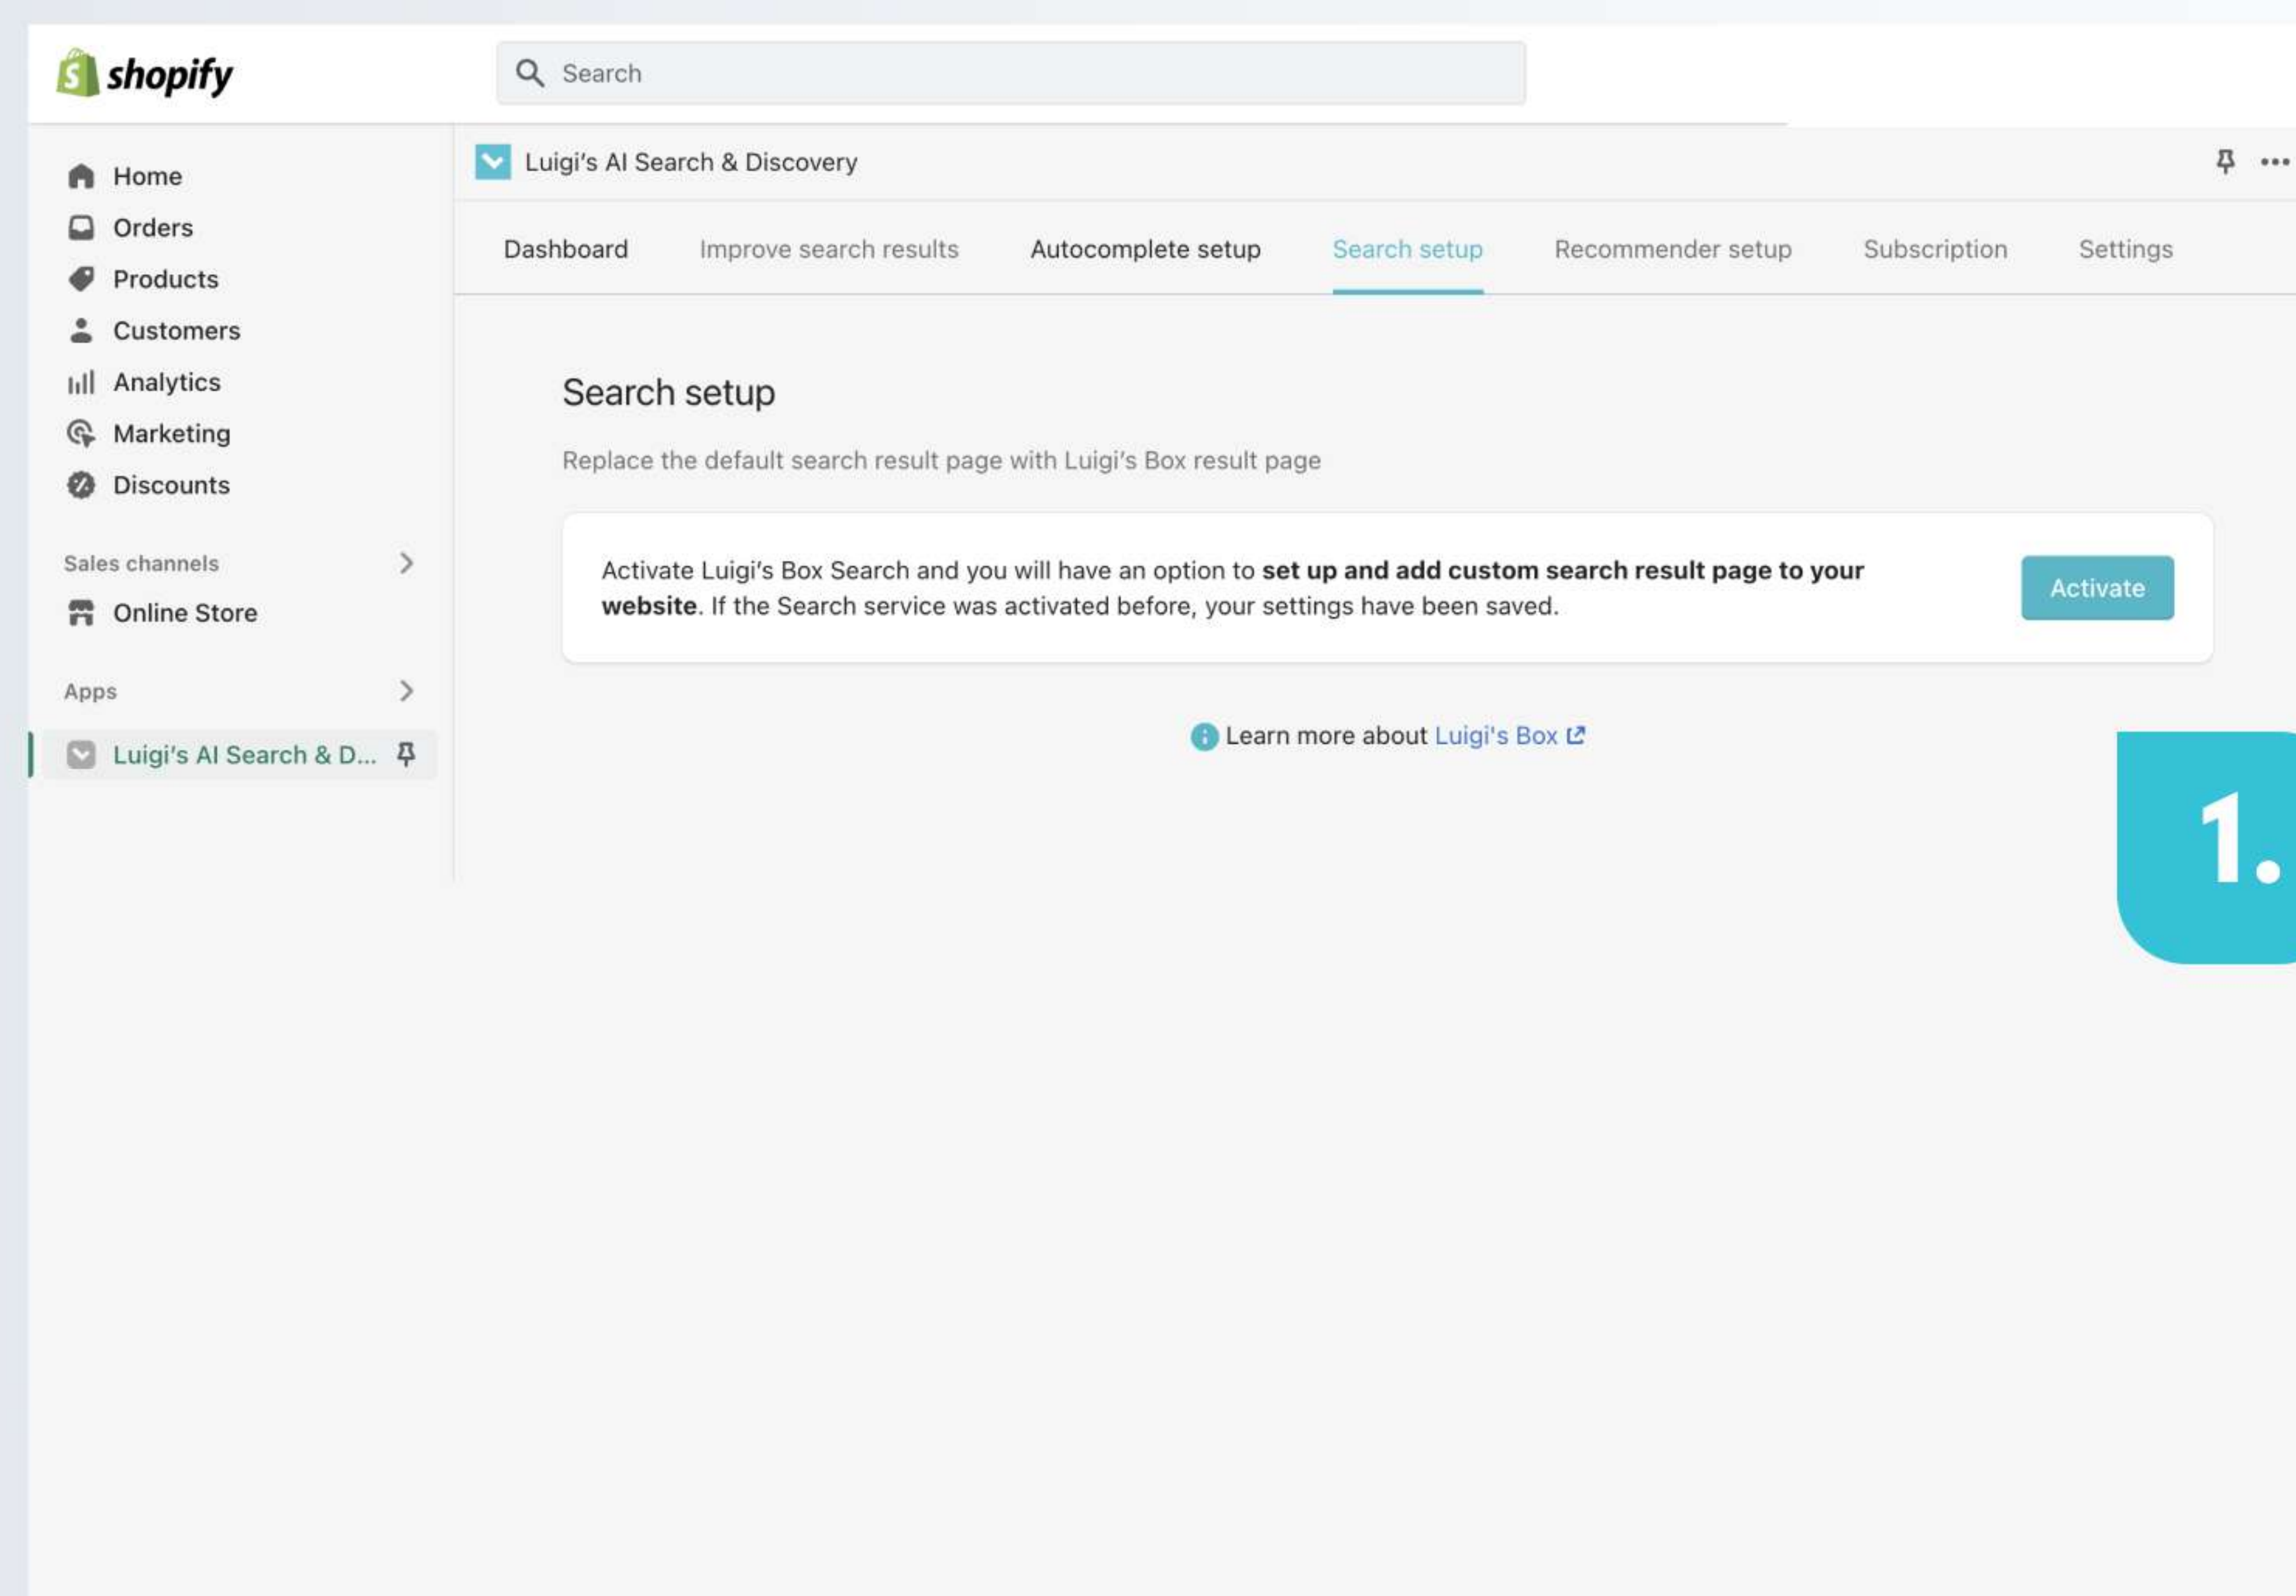 shopify
Search
Home
Orders
Products
Customers
Analytics
Marketing
Discounts
Sales channels
Online Store
Apps
Luigi's AI Search & D...
Luigi's AI Search & Discovery
Dashboard
Improve search results
Autocomplete setup
Search setup
Recommender setup
Subscription
Settings
Search setup
Replace the default search result page with Luigi's Box result page
Activate Luigi's Box Search and you will have an option to set up and add custom search result page to your
website. If the Search service was activated before, your settings have been saved.
Activate
Learn more about Luigi's Box
1.